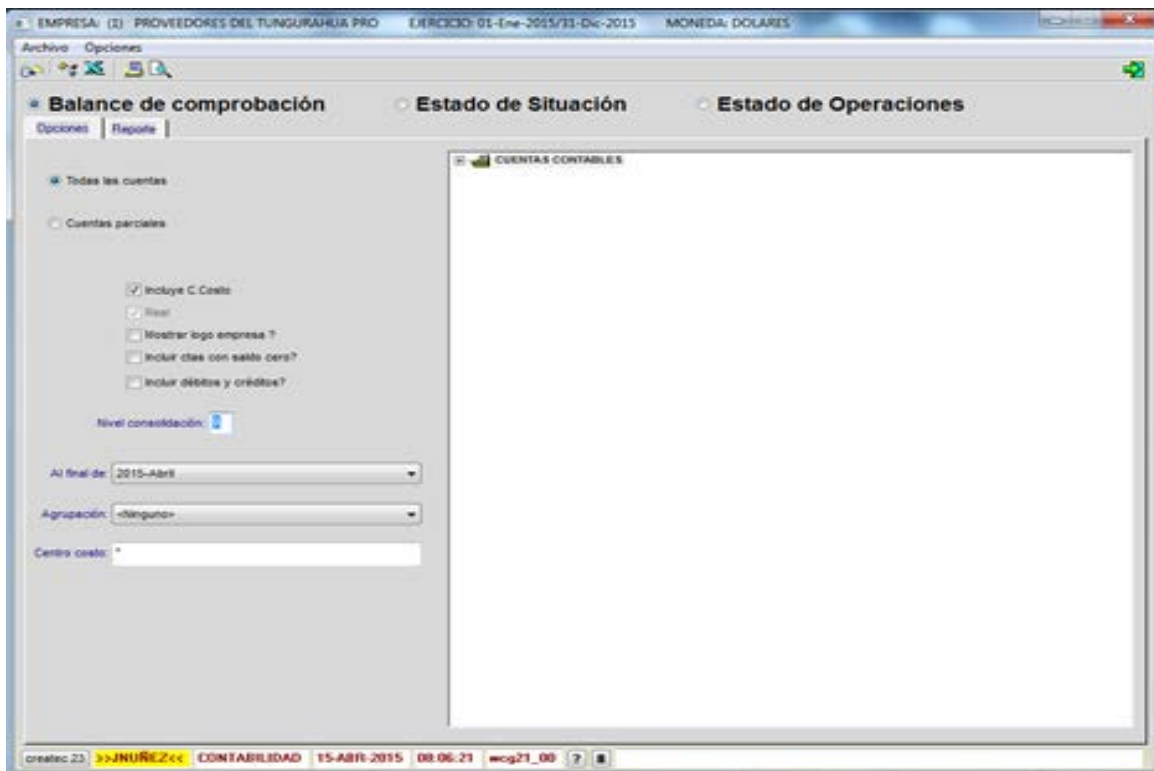 EMPRESA: (1) PROVEEDORES DEL TUNGURAHUA PRO EJERCICIO: 01-Ene-2015/31-Dic-2015 MONEDA: DOLARES
Archivo Opciones
Balance de comprobación Estado de Situación Estado de Operaciones
Opciones Reporte
CUENTAS CONTABLES
Todas las cuentas
Cuentas parciales
Incluye C.Costo
Real
Mostrar logo empresa ?
Incluir ctas con saldo cero?
Incluir débitos y créditos?
Nivel consolidación:
Al final de: 2015-Abril
Agrupación: <Ninguno>
Centro costo: *
createc.23 >>JNUÑEZ<< CONTABILIDAD 15-ABR-2015 08:06:21 wcg21_00 ?